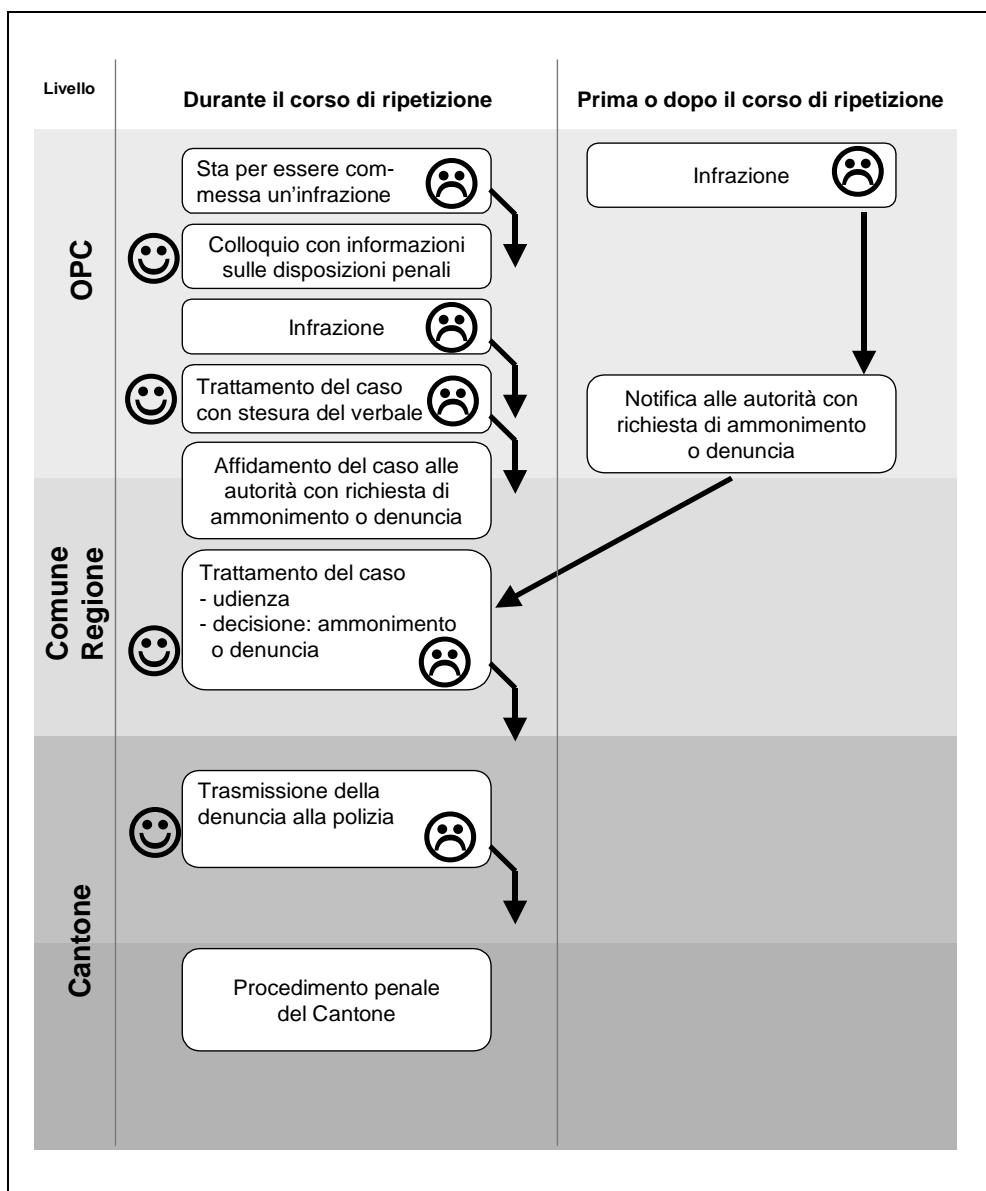 Livello
Durante il corso di ripetizione
Prima o dopo il corso di ripetizione
OPC
Sta per essere com-
messa un'infrazione
Colloquio con informazioni
sulle disposizioni penali
Infrazione
Trattamento del caso
con stesura del verbale
Affidamento del caso alle
autorità con richiesta di
ammonimento o denuncia
Infrazione
Notifica alle autorità con
richiesta di ammonimento
o denuncia
Comune
Regione
Trattamento del caso
- udienza
- decisione: ammonimento
o denuncia
Cantone
Trasmissione della
denuncia alla polizia
Procedimento penale
del Cantone